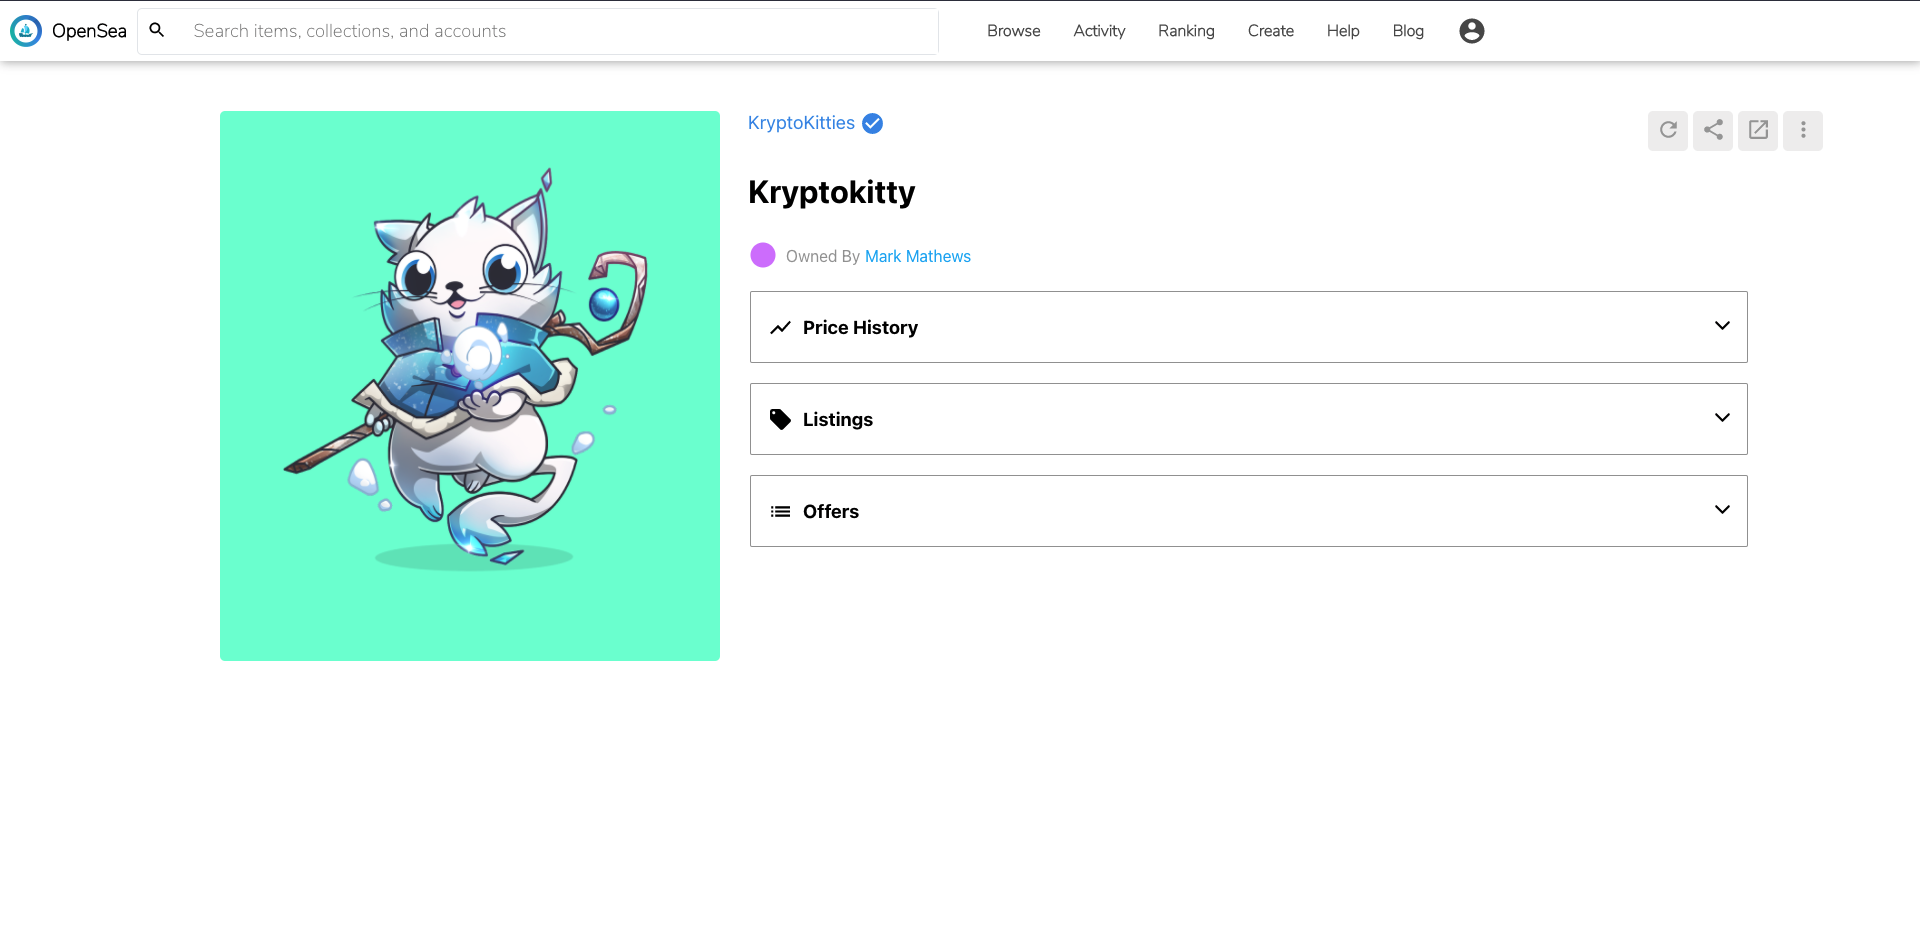 OpenSea
Search items, collections, and accounts
Browse
Activity
Ranking
Create
Help
Blog
KryptoKitties
Kryptokitty
Owned By Mark Mathews
Price History
Listings
Offers